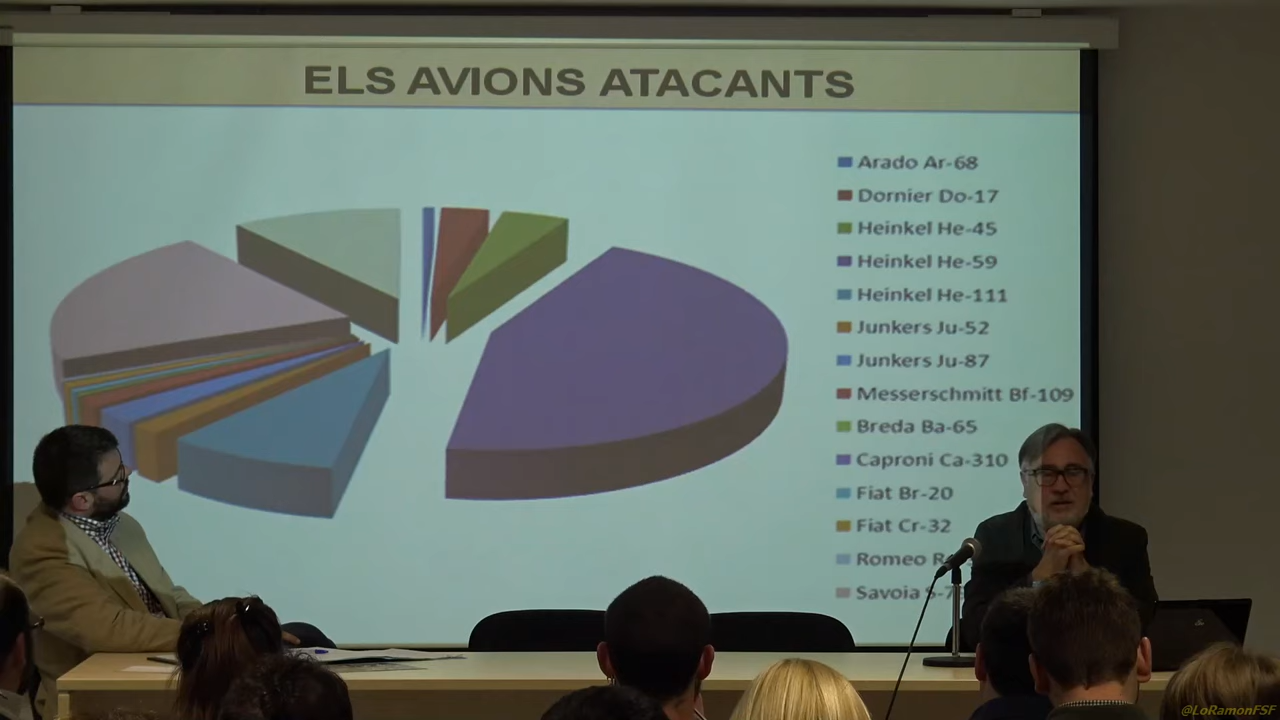 ELS AVIONS ATACANTS
Arado Ar-68
Dornier Do-17
Heinkel He-45
Heinkel He-59
Heinkel He-111
Junkers Ju-52
Junkers Ju-87
Messerschmitt Bf-109
Breda Ba-65
Caproni Ca-310
Fiat Br-20
Fiat Cr-32
Romeo
Savoia
@LoRamonFSF